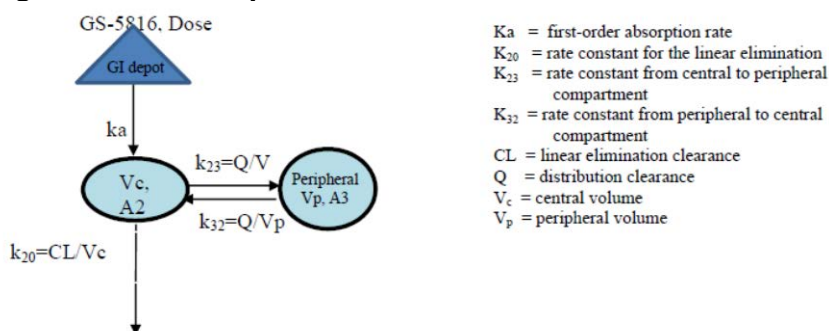 GS-5816, Dose
GI depot
ka
k23=Q/V
Vc,
A2
Peripheral
Vp, A3
k32=Q/Vp
k20=CL/Vc
Ka = first-order absorption rate
K20 = rate constant for the linear elimination
K23 = rate constant from central to peripheral
compartment
K32 = rate constant from peripheral to central
compartment
CL = linear elimination clearance
Q = distribution clearance
Vc = central volume
Vp = peripheral volume